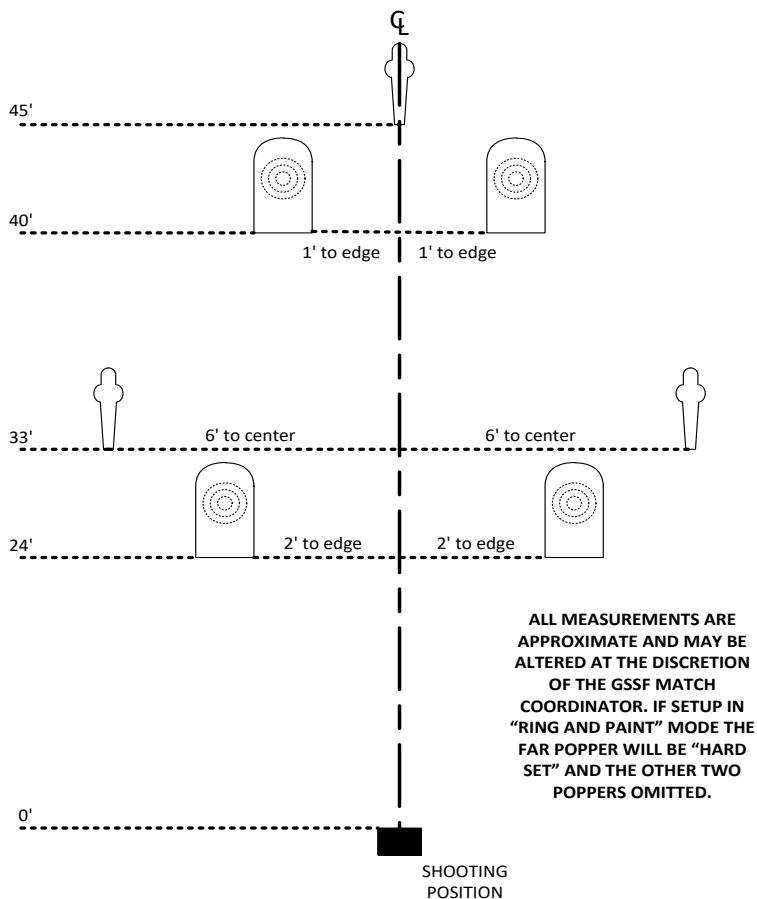 ℄
45'
40'
1' to edge 1' to edge
33'
6' to center 6' to center
24'
2' to edge 2' to edge
ALL MEASUREMENTS ARE
APPROXIMATE AND MAY BE
ALTERED AT THE DISCRETION
OF THE GSSF MATCH
COORDINATOR. IF SETUP IN
“RING AND PAINT” MODE THE
FAR POPPER WILL BE “HARD
SET” AND THE OTHER TWO
POPPERS OMITTED.
0'
SHOOTING
POSITION